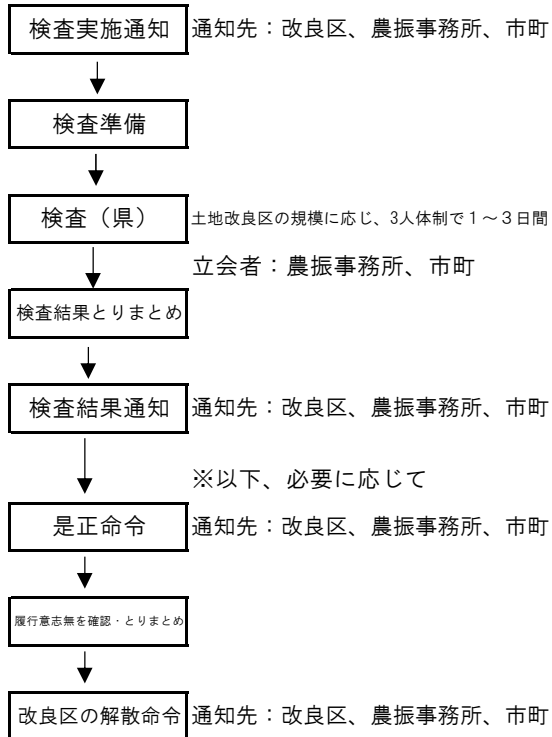 検査実施通知 通知先：改良区、農振事務所、市町
検査準備
検査（県） 土地改良区の規模に応じ、3人体制で１～３日間
立会者：農振事務所、市町
検査結果とりまとめ
検査結果通知 通知先：改良区、農振事務所、市町
※以下、必要に応じて
是正命令 通知先：改良区、農振事務所、市町
履行意志無を確認・とりまとめ
改良区の解散命令 通知先：改良区、農振事務所、市町